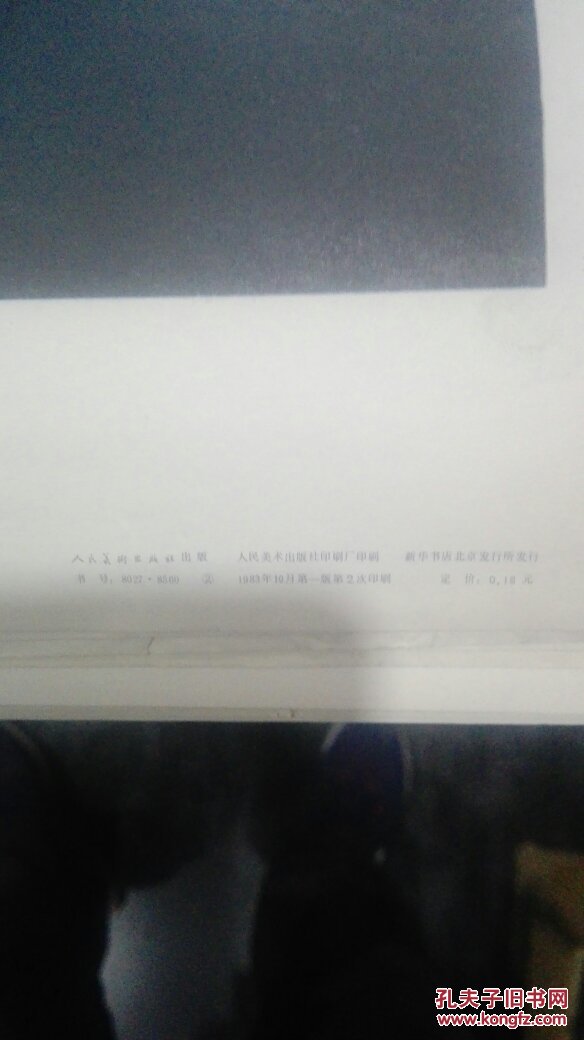 人民美術出版社出版 人民美术出版社印刷厂印刷 新华书店北京发行所发行
书号：8027·8560 ② 1983年10月第一版第2次印刷 定价：0.18元
孔夫子旧书网
www.kongfz.com